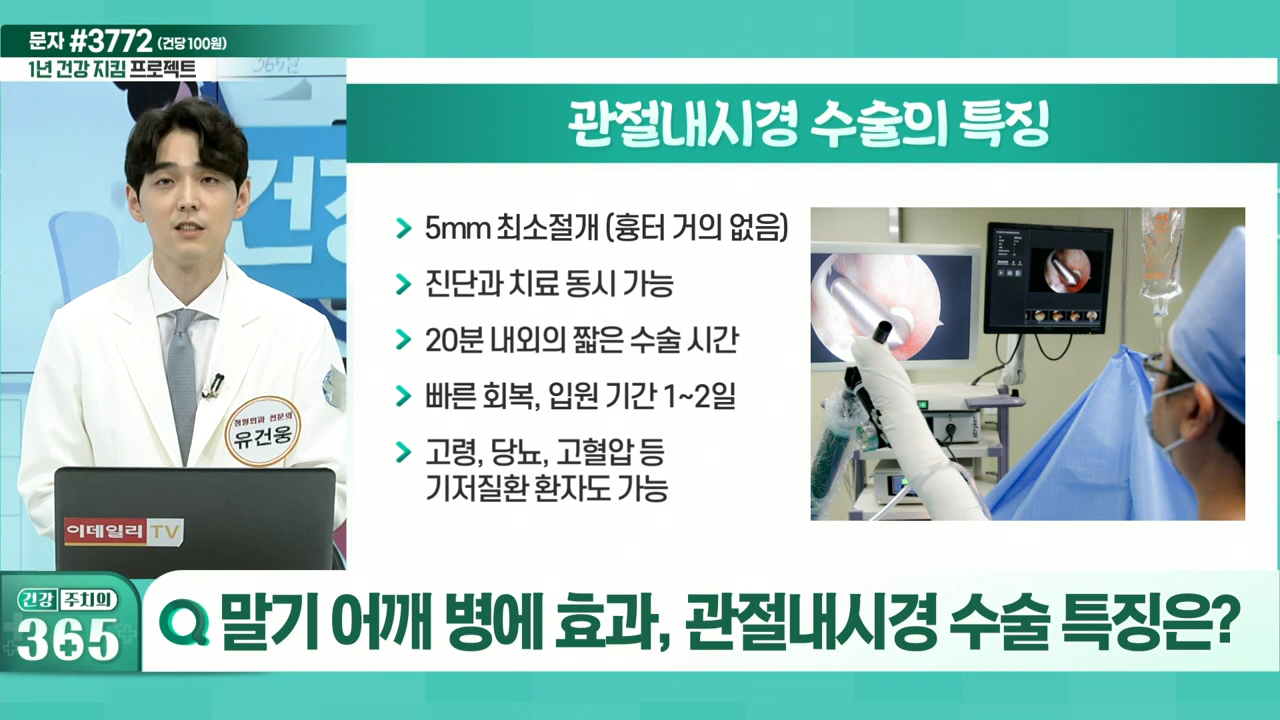 문자 #3772 (건당 100원)
1년 건강 지킴 프로젝트
관절내시경 수술의 특징
5mm 최소절개 (흉터 거의 없음)
진단과 치료 동시 가능
20분 내외의 짧은 수술 시간
빠른 회복, 입원 기간 1~2일
고령, 당뇨, 고혈압 등
기저질환 환자도 가능
건강
정형외과 전문의
유건웅
이데일리 TV
stryker
건강 주치의
365
Q 말기 어깨 병에 효과, 관절내시경 수술 특징은?